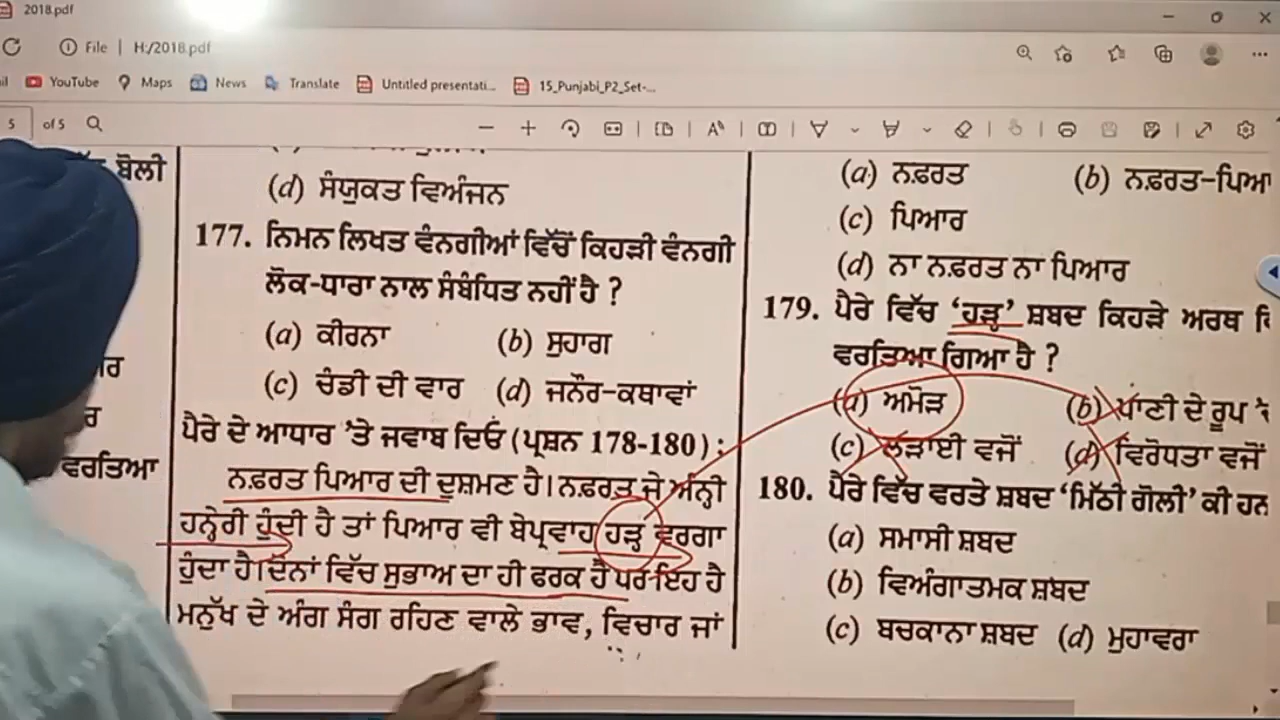 2018.pdf
File | H:/2018.pdf
YouTube Maps News Translate Untitled presentati... 15_Punjabi_P2_Set-...
5 of 5
ਬੋਲੀ
ਵਰਤਿਆ
(d) ਸੰਯੁਕਤ ਵਿਅੰਜਨ
177. ਨਿਮਨ ਲਿਖਤ ਵੰਨਗੀਆਂ ਵਿੱਚੋਂ ਕਿਹੜੀ ਵੰਨਗੀ
ਲੋਕ-ਧਾਰਾ ਨਾਲ ਸੰਬੰਧਿਤ ਨਹੀਂ ਹੈ ?
(a) ਕੀਰਨਾ (b) ਸੁਹਾਗ
(c) ਚੰਡੀ ਦੀ ਵਾਰ (d) ਜਨੌਰ-ਕਥਾਵਾਂ
ਪੈਰੇ ਦੇ ਆਧਾਰ 'ਤੇ ਜਵਾਬ ਦਿਓ (ਪ੍ਰਸ਼ਨ 178-180) :
ਨਫ਼ਰਤ ਪਿਆਰ ਦੀ ਦੁਸ਼ਮਣ ਹੈ। ਨਫ਼ਰਤ ਜੇ ਅੰਨ੍ਹੀ
ਹਨ੍ਹੇਰੀ ਹੁੰਦੀ ਹੈ ਤਾਂ ਪਿਆਰ ਵੀ ਬੇਪ੍ਰਵਾਹ ਹੜ੍ਹ ਵਰਗਾ
ਹੁੰਦਾ ਹੈ। ਦੋਨਾਂ ਵਿੱਚ ਸੁਭਾਅ ਦਾ ਹੀ ਫਰਕ ਹੈ ਪਰ ਇਹ ਹੈ
ਮਨੁੱਖ ਦੇ ਅੰਗ ਸੰਗ ਰਹਿਣ ਵਾਲੇ ਭਾਵ, ਵਿਚਾਰ ਜਾਂ
(a) ਨਫ਼ਰਤ (b) ਨਫ਼ਰਤ-ਪਿਆ
(c) ਪਿਆਰ
(d) ਨਾ ਨਫ਼ਰਤ ਨਾ ਪਿਆਰ
179. ਪੈਰੇ ਵਿੱਚ 'ਹੜ੍ਹ' ਸ਼ਬਦ ਕਿਹੜੇ ਅਰਥ
ਵਰਤਿਆ ਗਿਆ ਹੈ ?
(a) ਅਮੋੜ (b) ਪਾਣੀ ਦੇ ਰੂਪ
(c) ਲੜਾਈ ਵਜੋਂ (d) ਵਿਰੋਧਤਾ ਵਜੋਂ
180. ਪੈਰੇ ਵਿੱਚ ਵਰਤੇ ਸ਼ਬਦ 'ਮਿੱਠੀ ਗੋਲੀ' ਕੀ ਹਨ
(a) ਸਮਾਸੀ ਸ਼ਬਦ
(b) ਵਿਅੰਗਾਤਮਕ ਸ਼ਬਦ
(c) ਬਚਕਾਨਾ ਸ਼ਬਦ (d) ਮੁਹਾਵਰਾ